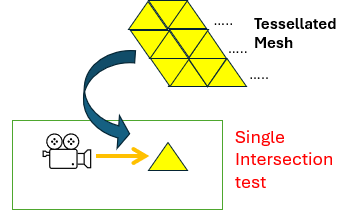 .....
Tessellated
Mesh
.....
.....
Single
Intersection
test